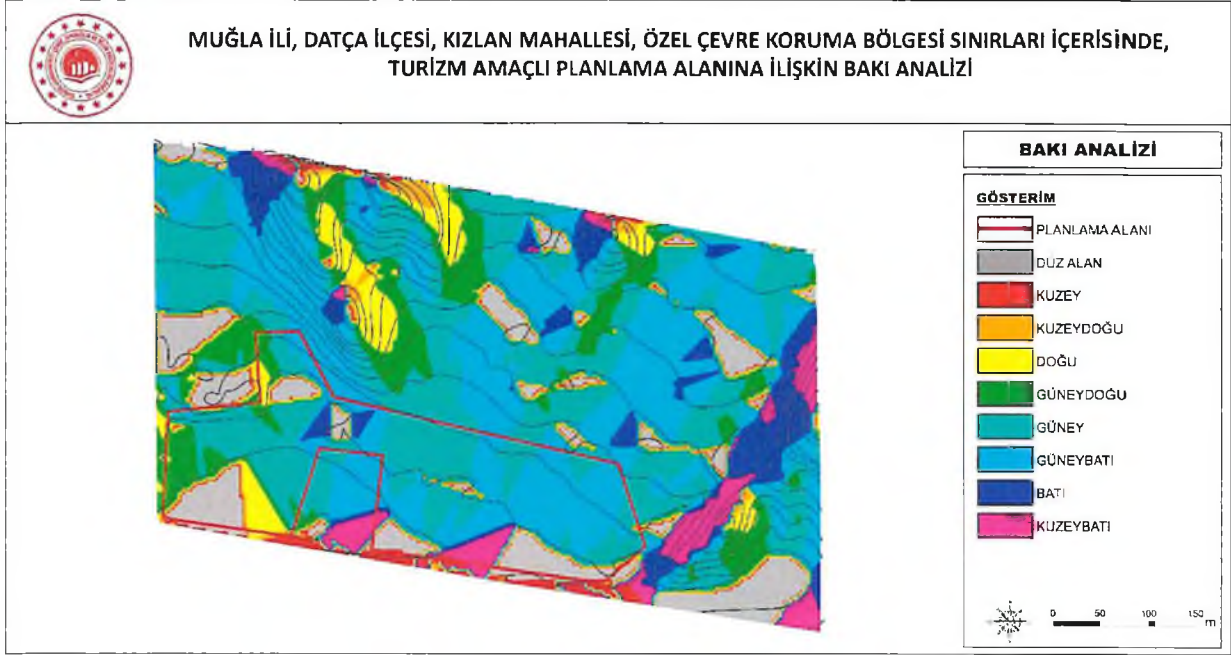 MUĞLA İLİ, DATÇA İLÇESİ, KIZLAN MAHALLESİ, ÖZEL ÇEVRE KORUMA BÖLGESİ SINIRLARI İÇERİSİNDE,
TURİZM AMAÇLI PLANLAMA ALANINA İLİŞKİN BAKI ANALİZİ
BAKI ANALİZİ
GÖSTERİM
PLANLAMA ALANI
DÜZ ALAN
KUZEY
KUZEYDOĞU
DOĞU
GÜNEYDOĞU
GÜNEY
GÜNEYBATI
BATI
KUZEYBATI
0 50 100 150 m